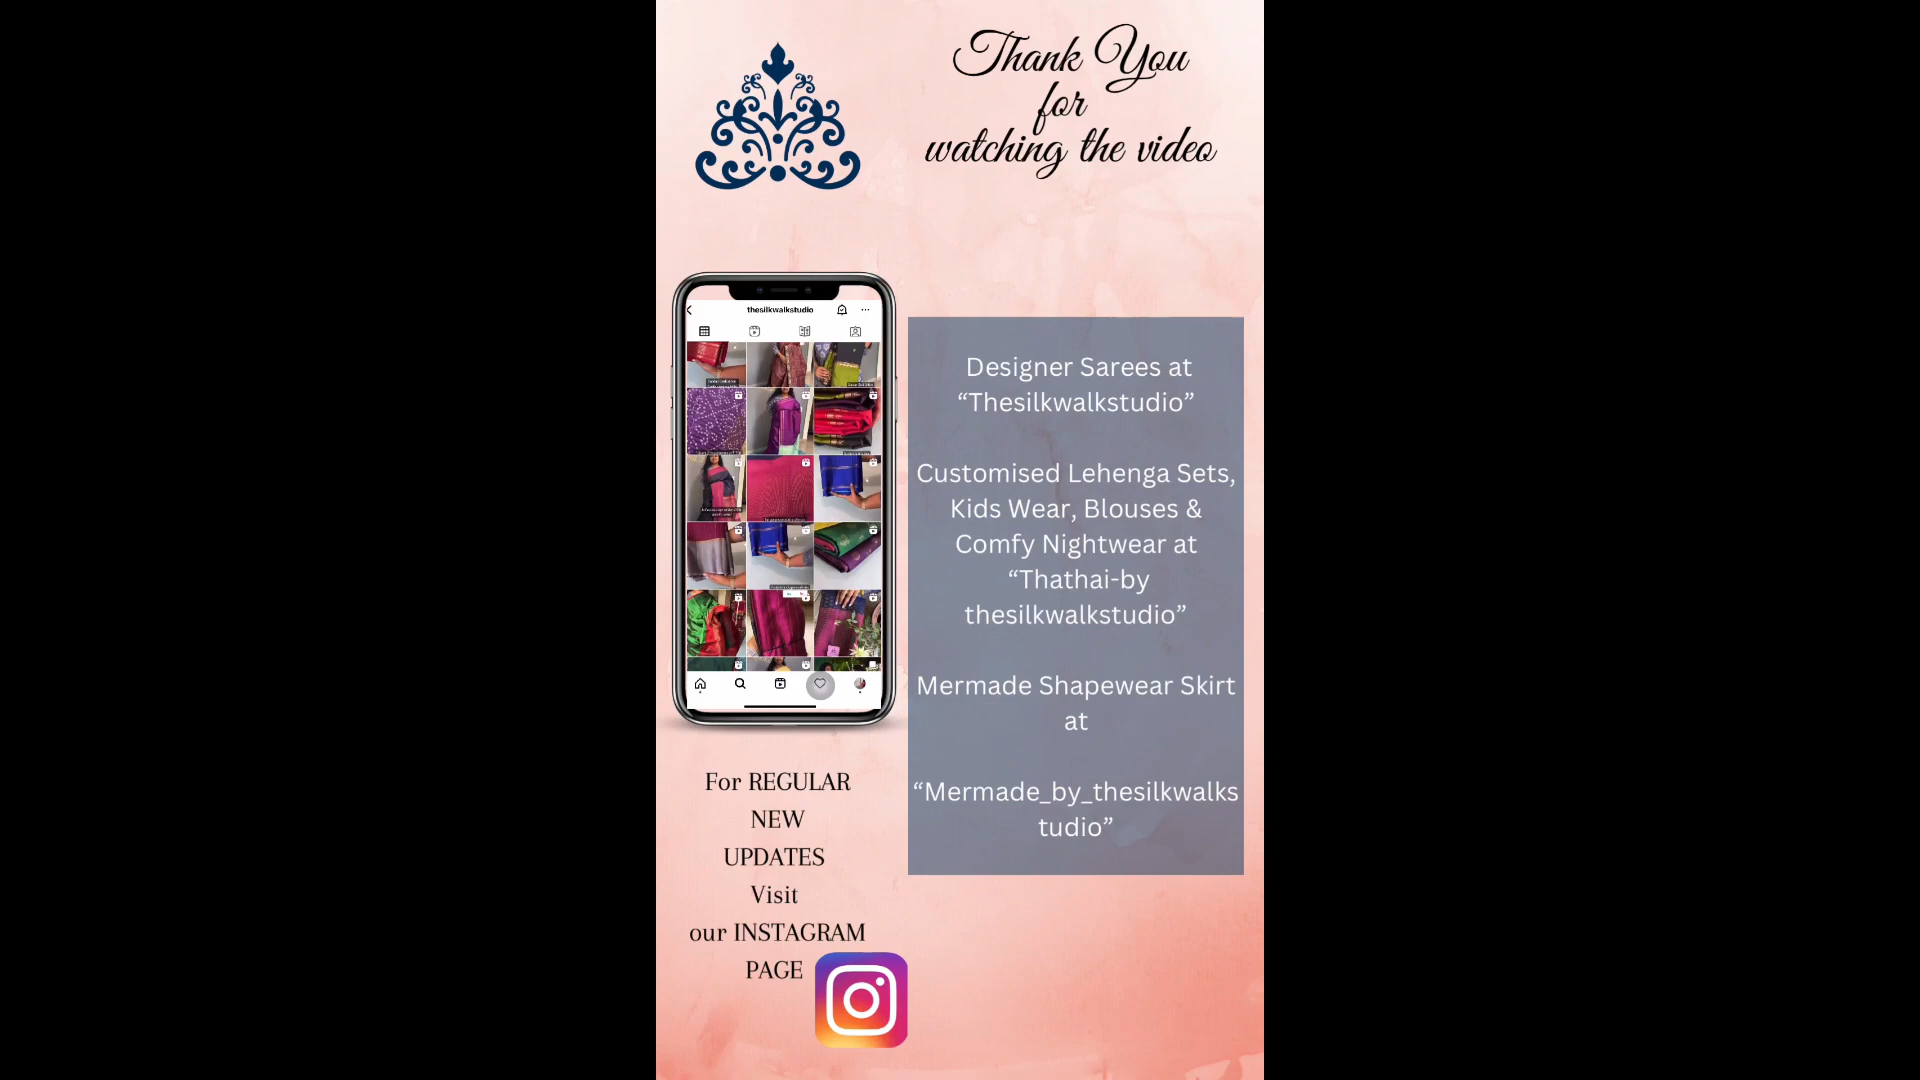 Thank You
for
watching the video
thesilkwalkstudio
Designer Sarees at
“Thesilkwalkstudio”
Customised Lehenga Sets,
Kids Wear, Blouses &
Comfy Nightwear at
“Thathai-by
thesilkwalkstudio”
Mermade Shapewear Skirt
at
“Mermade_by_thesilkwalks
tudio”
For REGULAR
NEW
UPDATES
Visit
our INSTAGRAM
PAGE